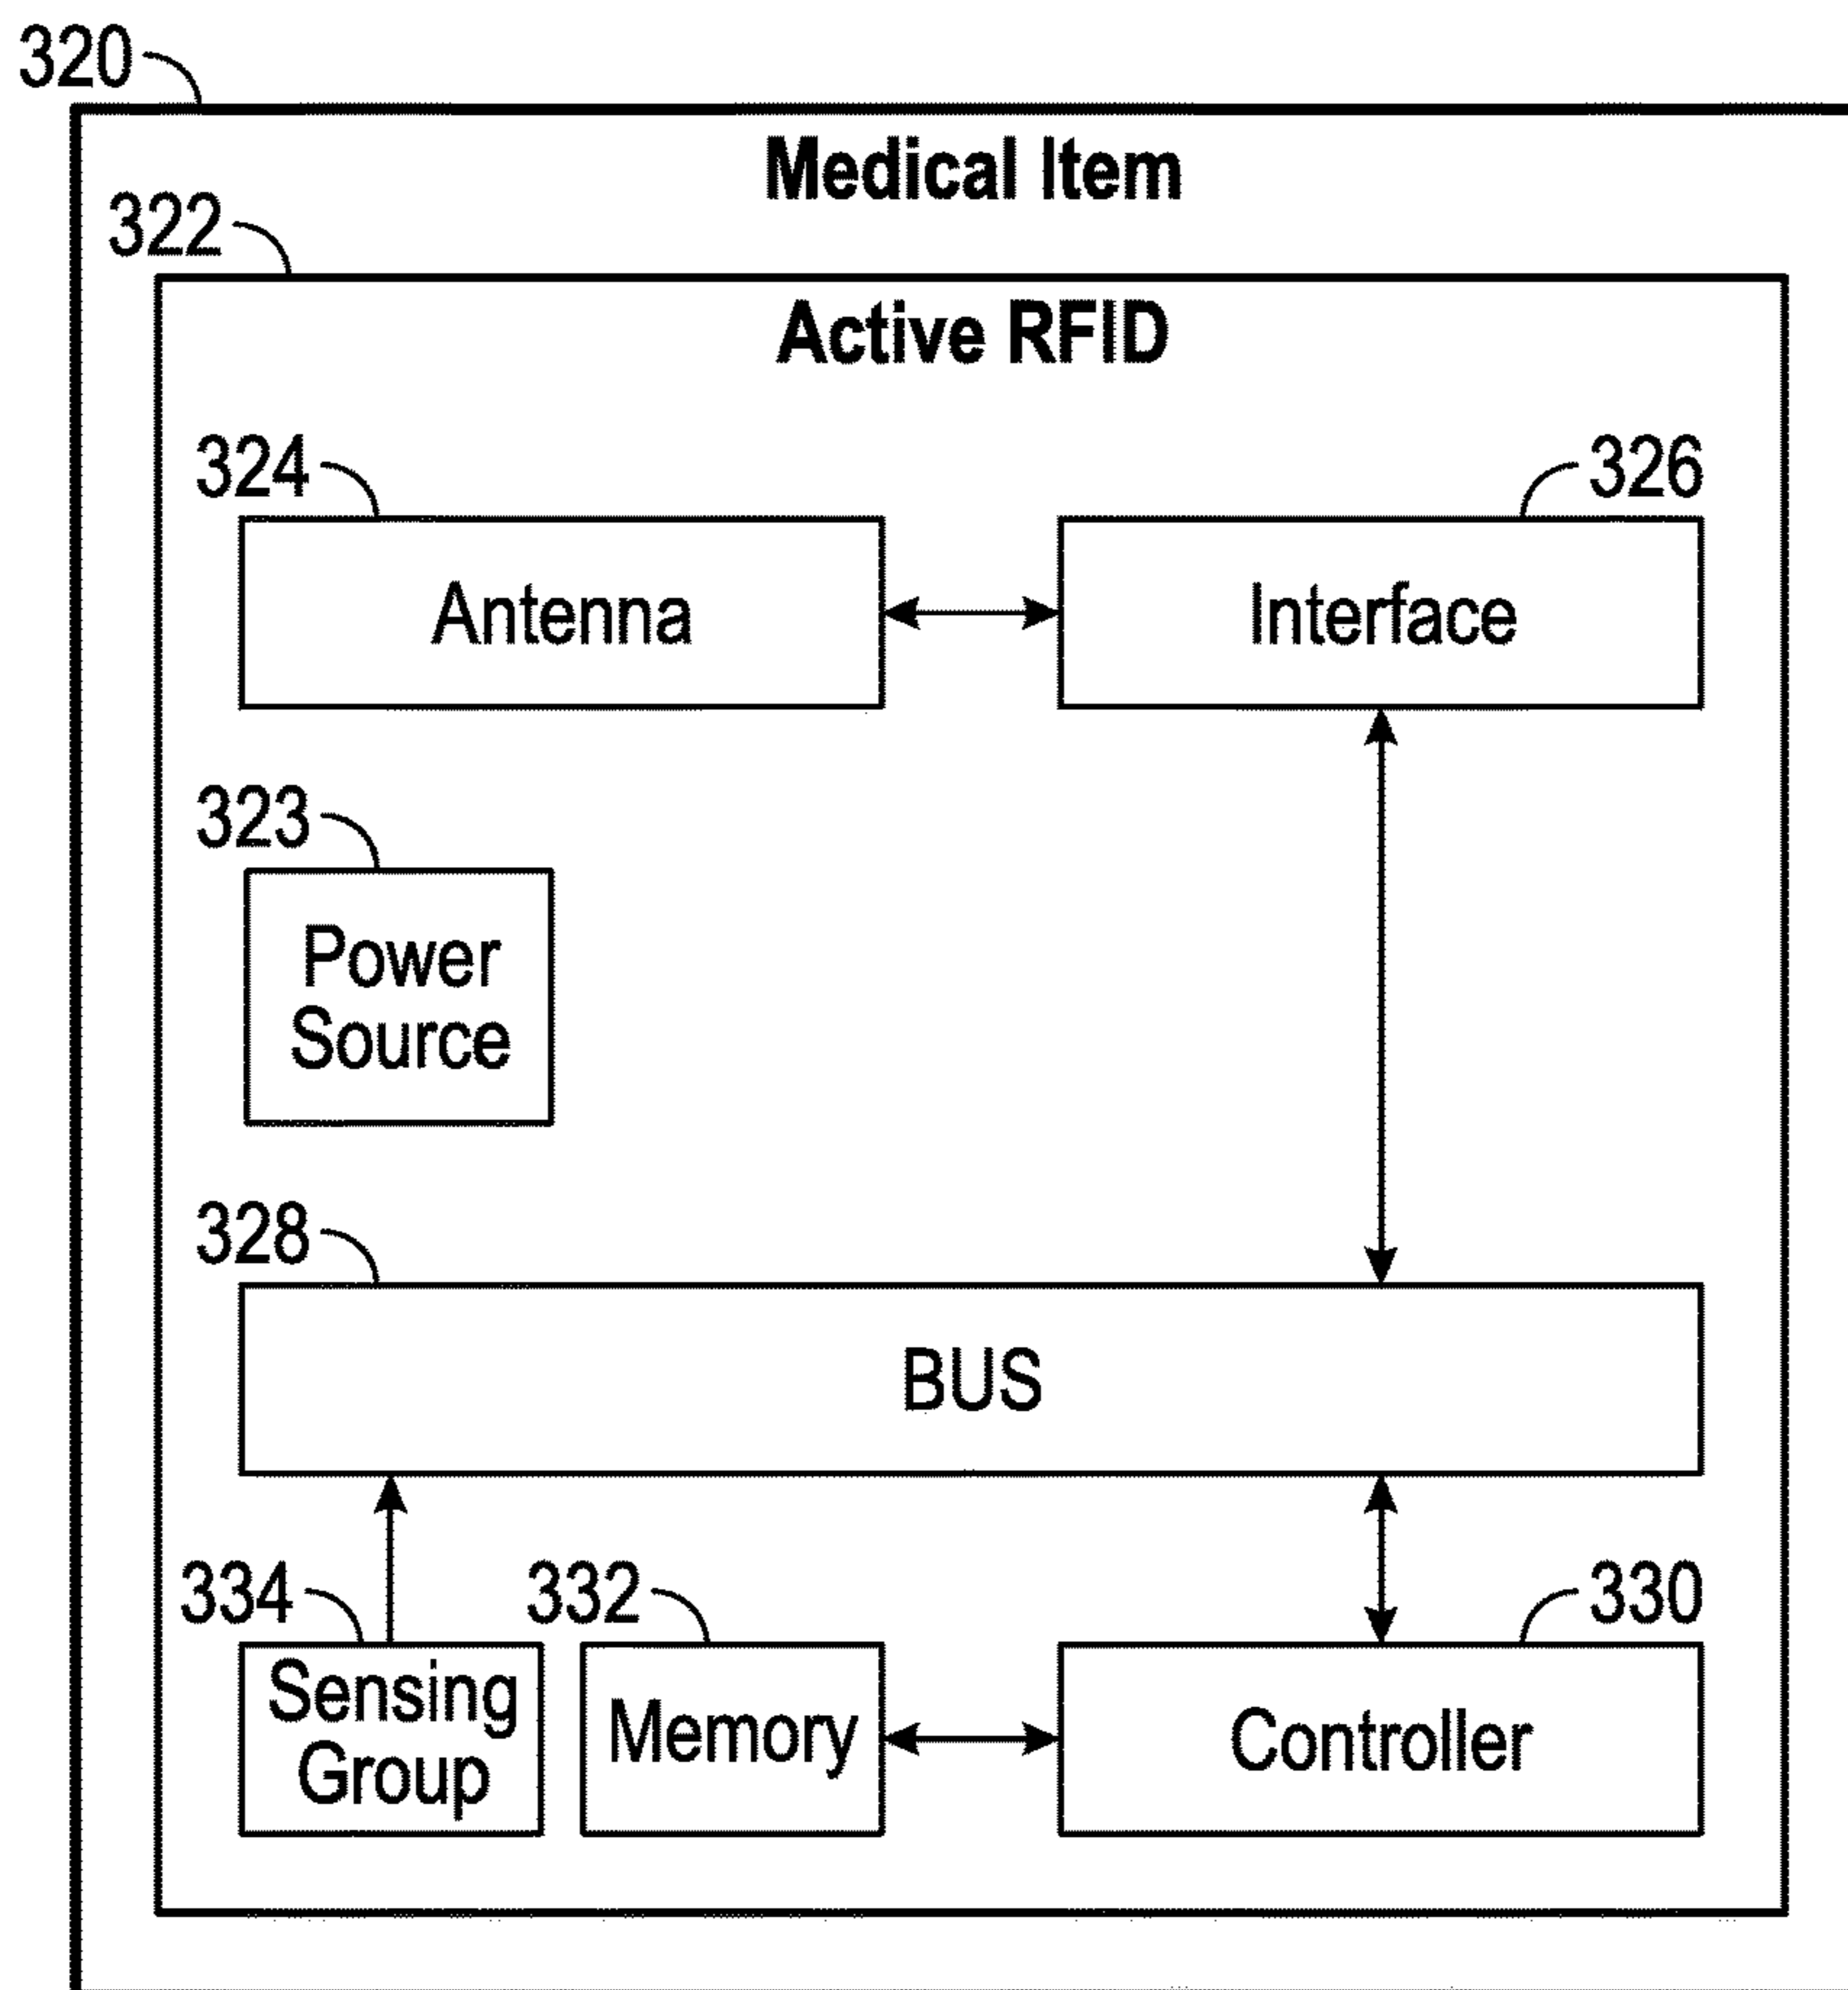 320
Medical Item
322
Active RFID
324
326
Antenna
Interface
323
Power
Source
328
BUS
334
332
330
Sensing
Group
Memory
Controller